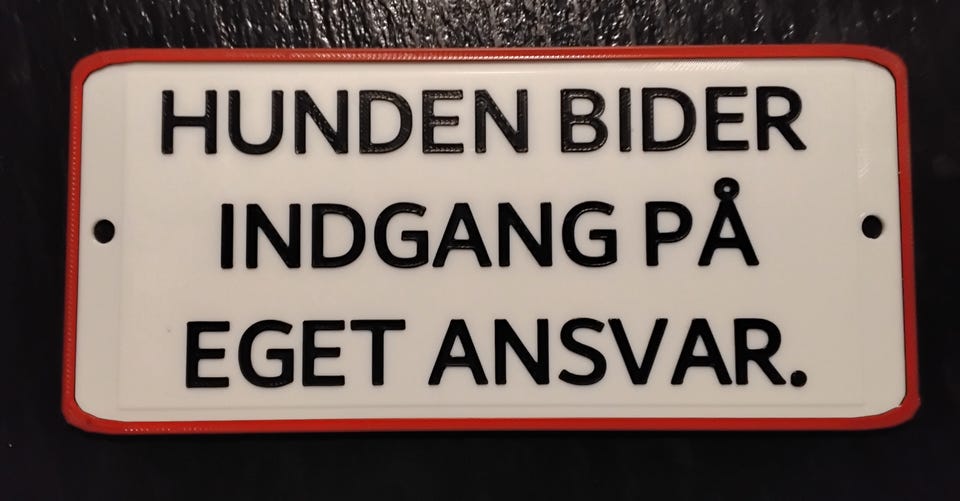 HUNDEN BIDER
INDGANG PÅ
EGET ANSVAR.